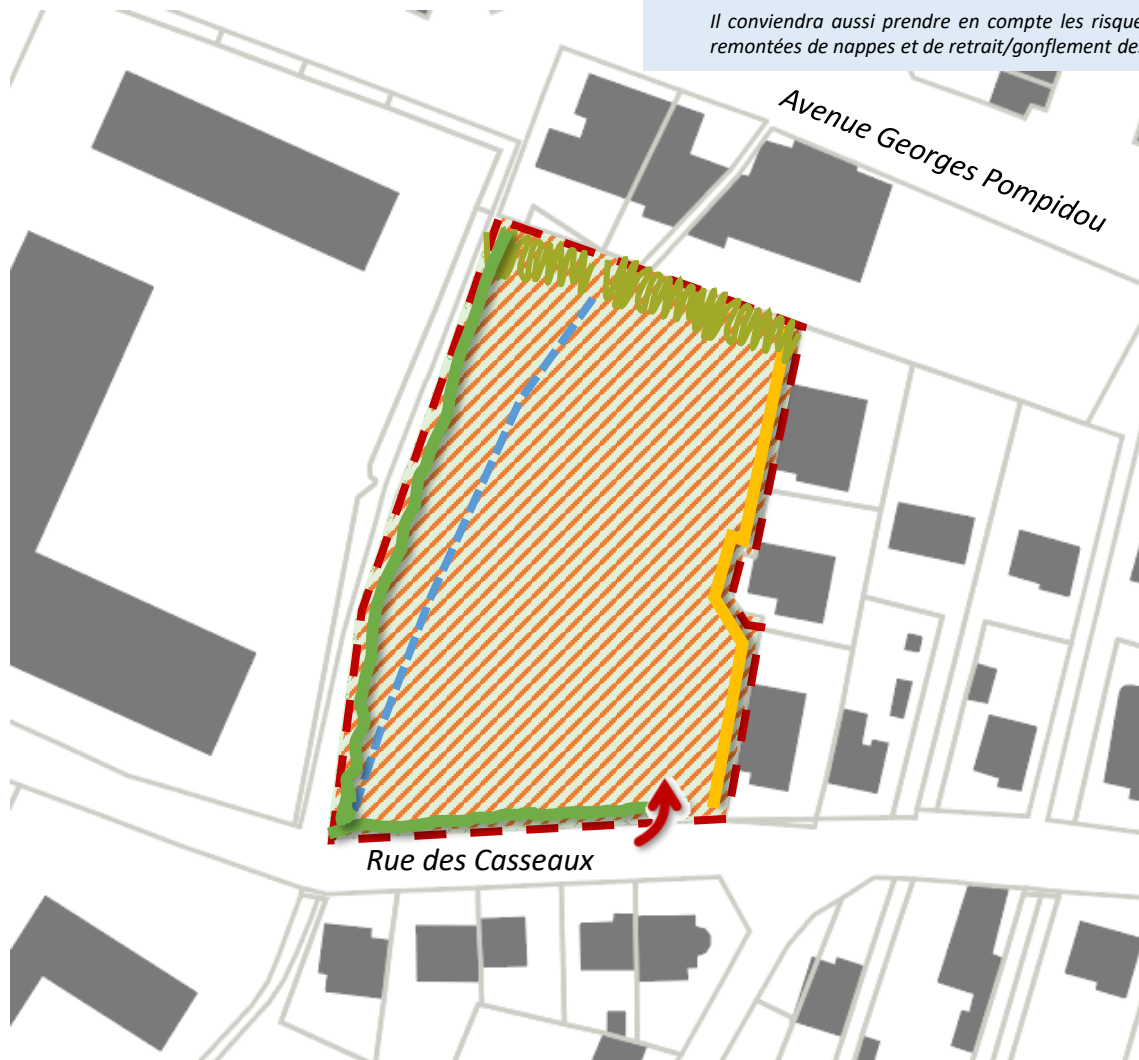 Il conviendra aussi prendre en compte les risque
remontées de nappes et de retrait/gonflement de
Avenue Georges Pompidou
Rue des Casseaux